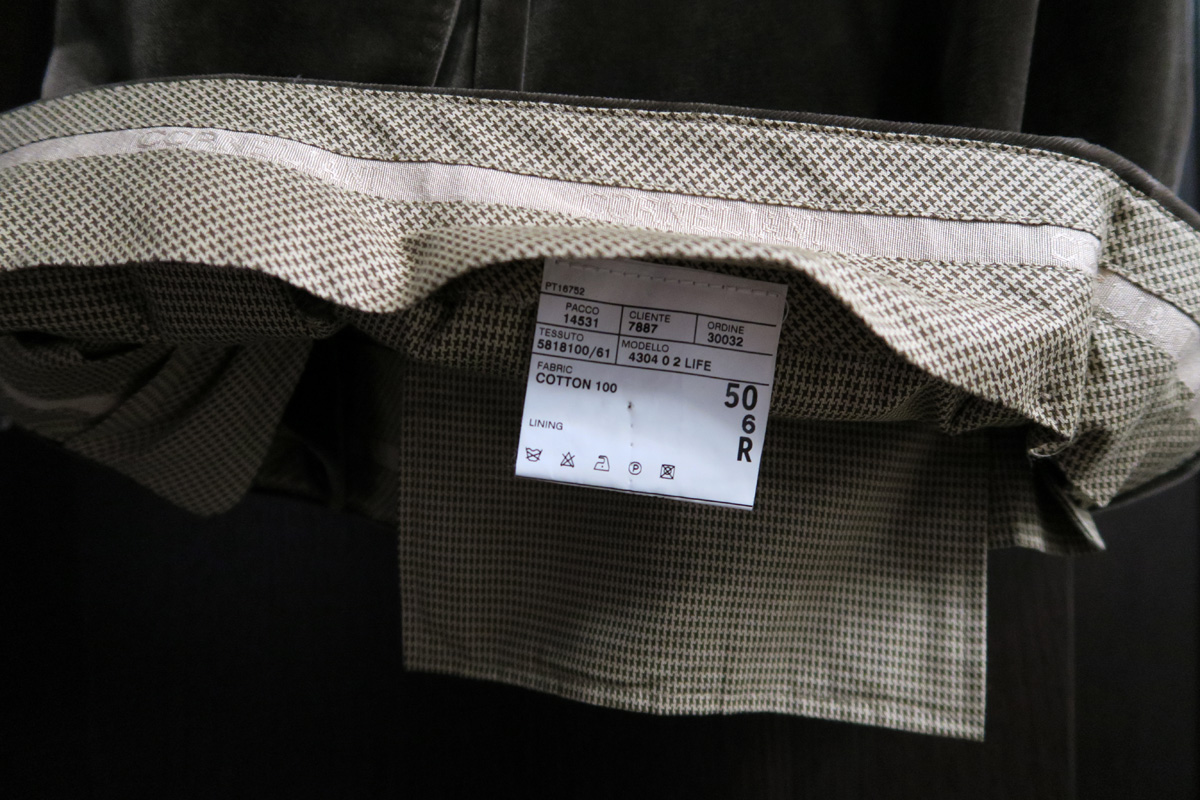 CORNELIANI
PT16752
PACCO
14531
CLIENTE
7887
ORDINE
30032
TESSUTO
5818100/61
MODELLO
4304 0 2 LIFE
FABRIC
COTTON 100
50
6
R
LINING
P